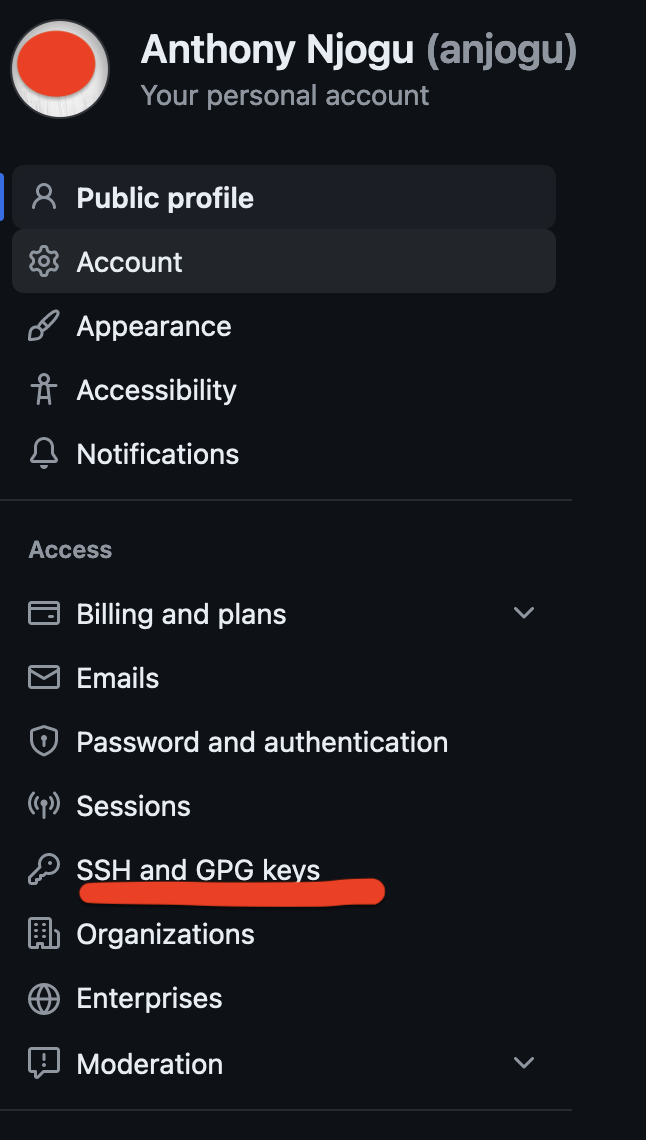 Anthony Njogu (anjogu)
Your personal account
Public profile
Account
Appearance
Accessibility
Notifications
Access
Billing and plans
Emails
Password and authentication
Sessions
SSH and GPG keys
Organizations
Enterprises
Moderation